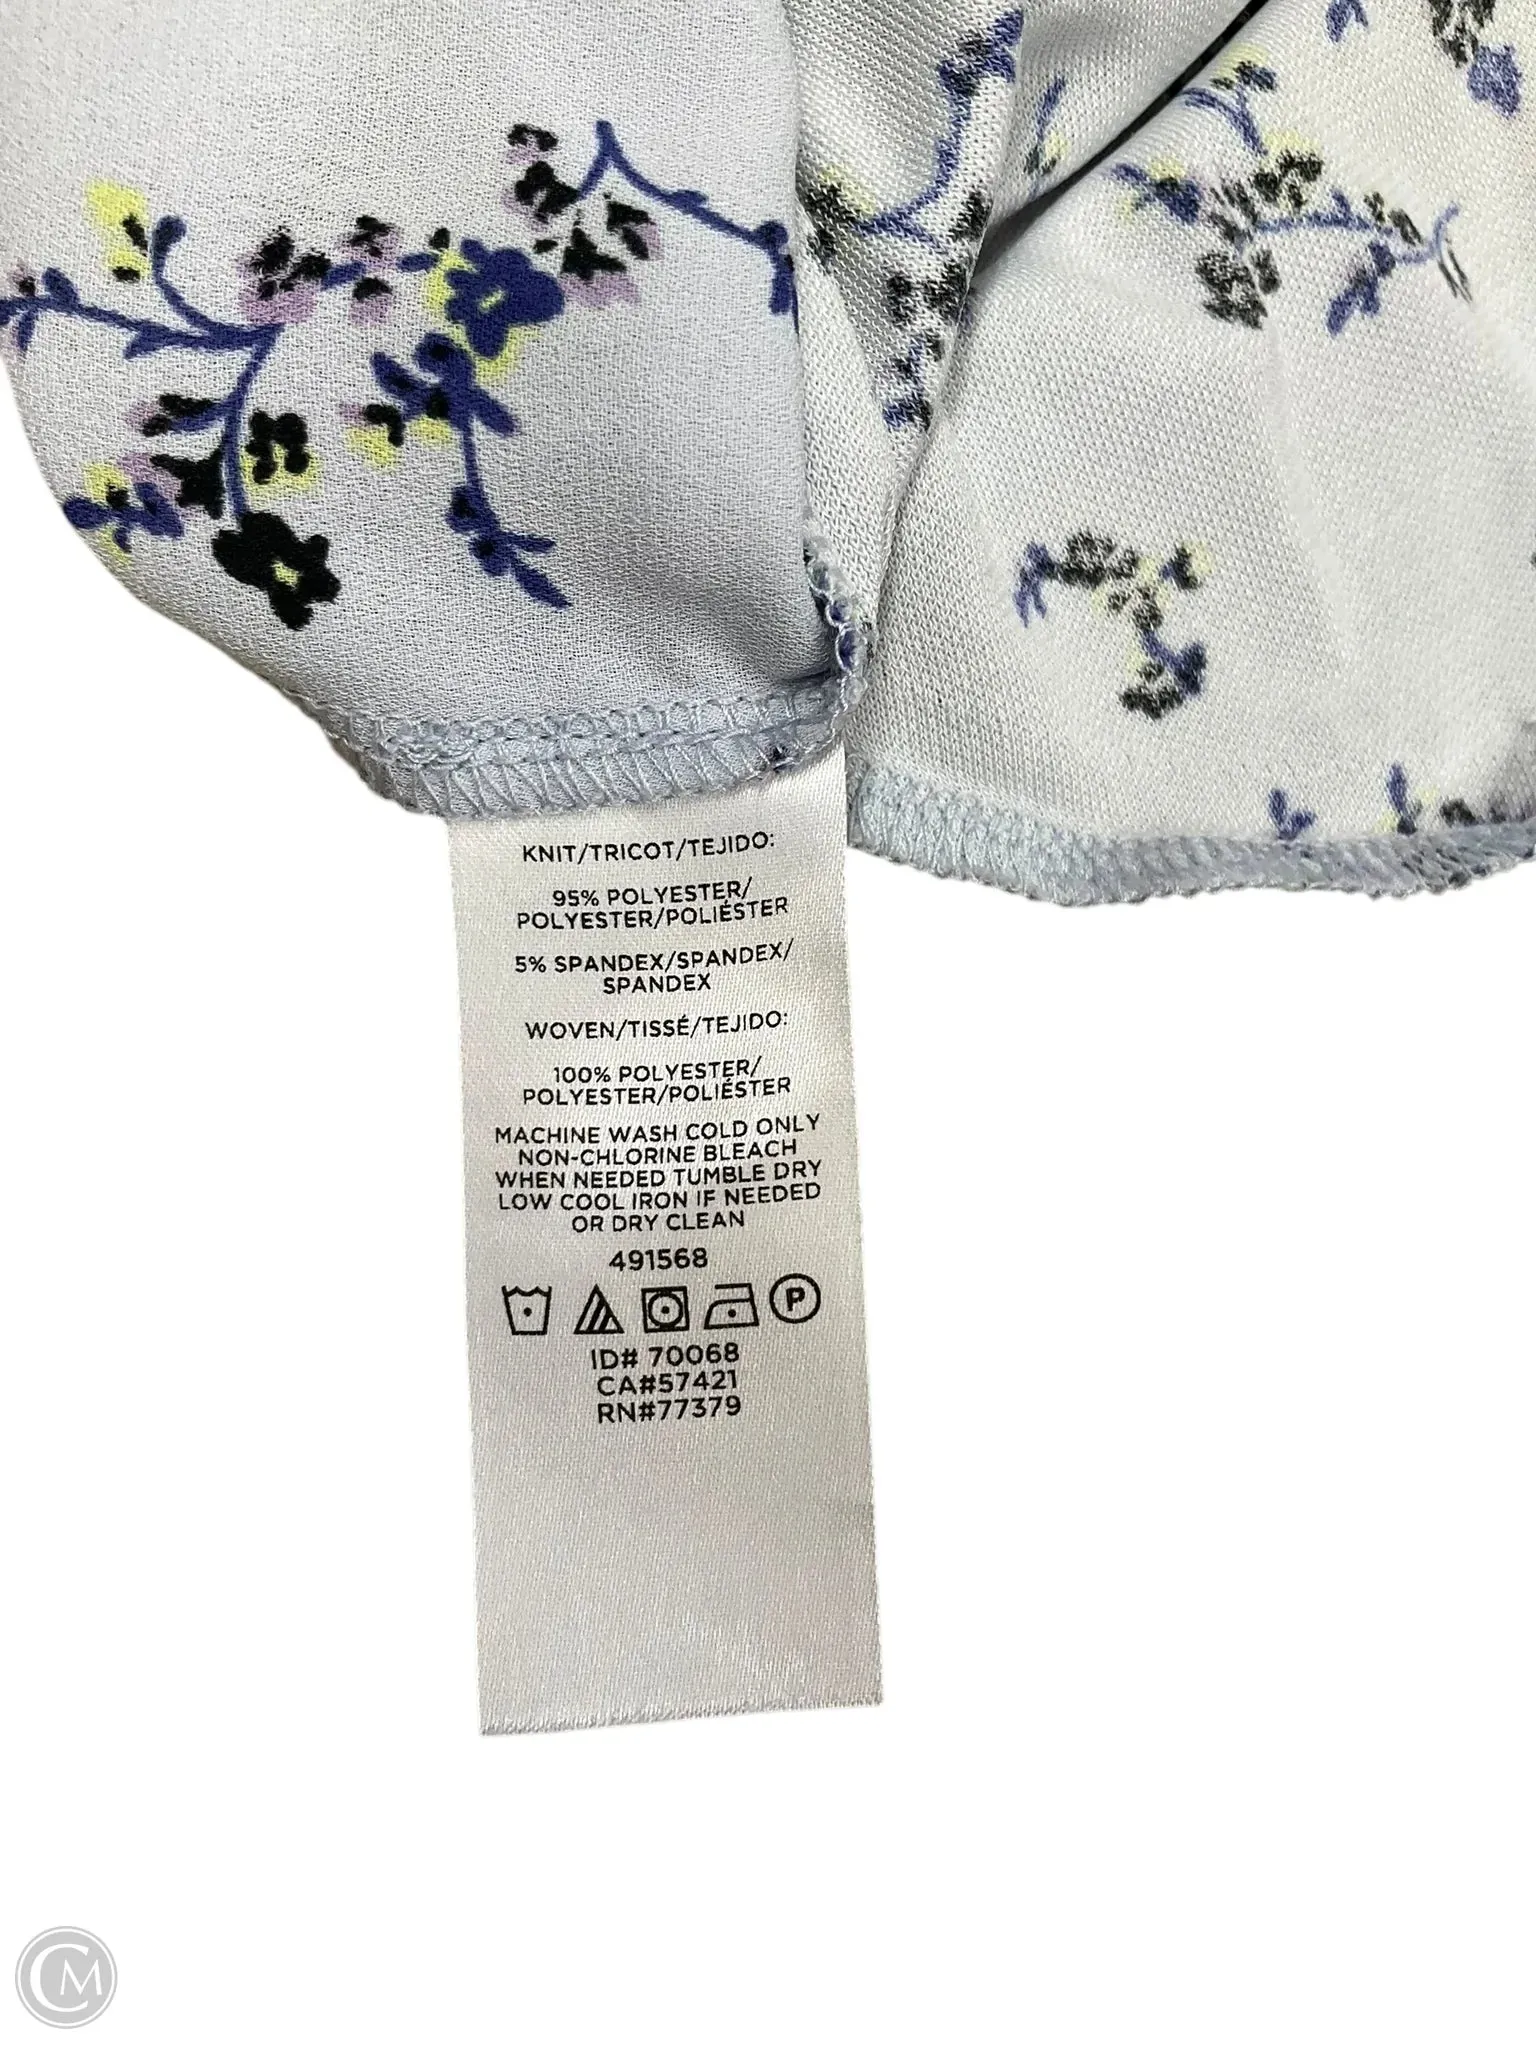 KNIT/TRICOT/TEJIDO:
95% POLYESTER/
POLYESTER/POLIÉSTER
5% SPANDEX/SPANDEX/
SPANDEX
WOVEN/TISSÉ/TEJIDO:
100% POLYESTER/
POLYESTER/POLIÉSTER
MACHINE WASH COLD ONLY
NON-CHLORINE BLEACH
WHEN NEEDED TUMBLE DRY
LOW COOL IRON IF NEEDED
OR DRY CLEAN
491568
P
ID# 70068
CA#57421
RN#77379
CM